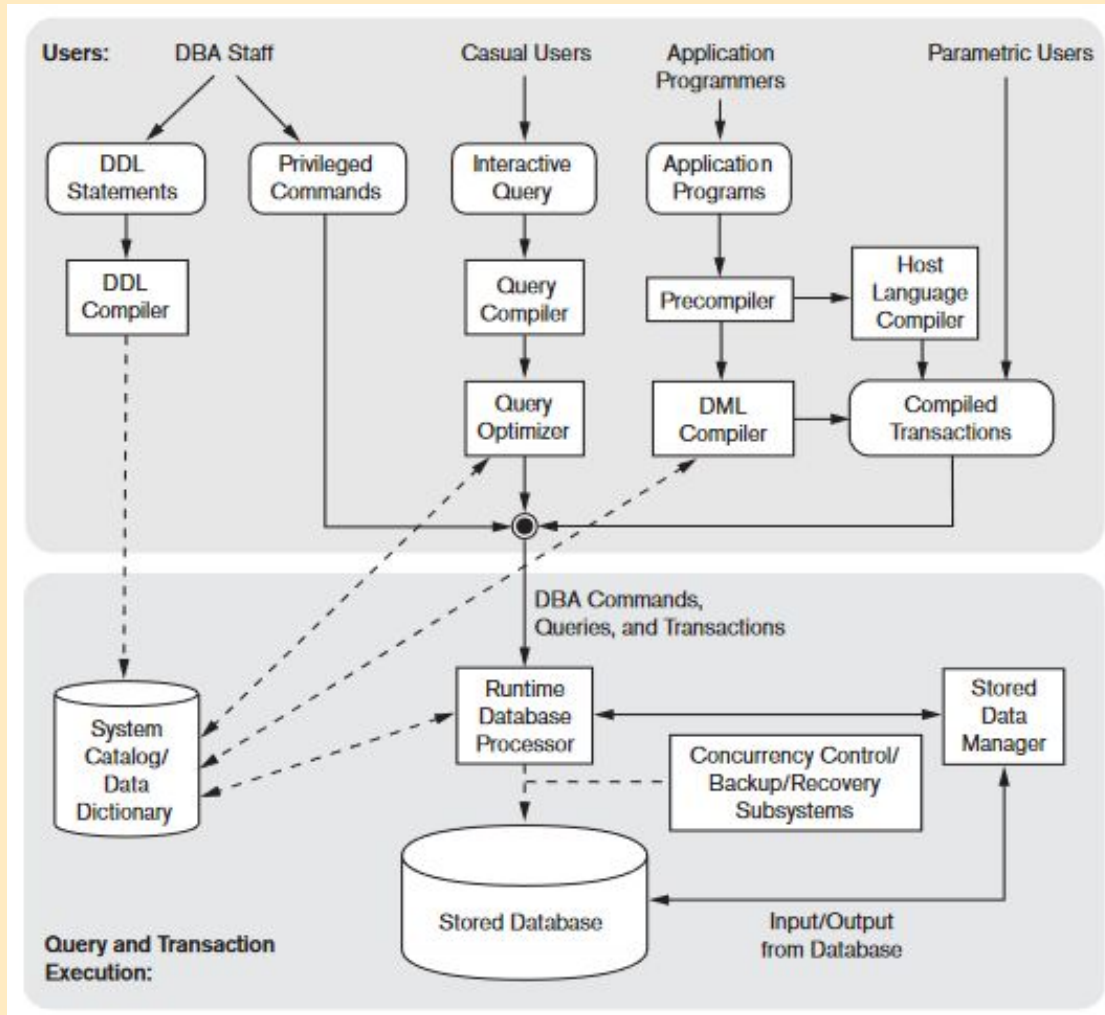 Users:
DBA Staff
Casual Users
Application
Programmers
Parametric Users
DDL
Statements
Privileged
Commands
Interactive
Query
Application
Programs
DDL
Compiler
Query
Compiler
Precompiler
Host
Language
Compiler
Query
Optimizer
DML
Compiler
Compiled
Transactions
DBA Commands,
Queries, and Transactions
System
Catalog/
Data
Dictionary
Runtime
Database
Processor
Stored
Data
Manager
Concurrency Control/
Backup/Recovery
Subsystems
Stored Database
Input/Output
from Database
Query and Transaction
Execution: